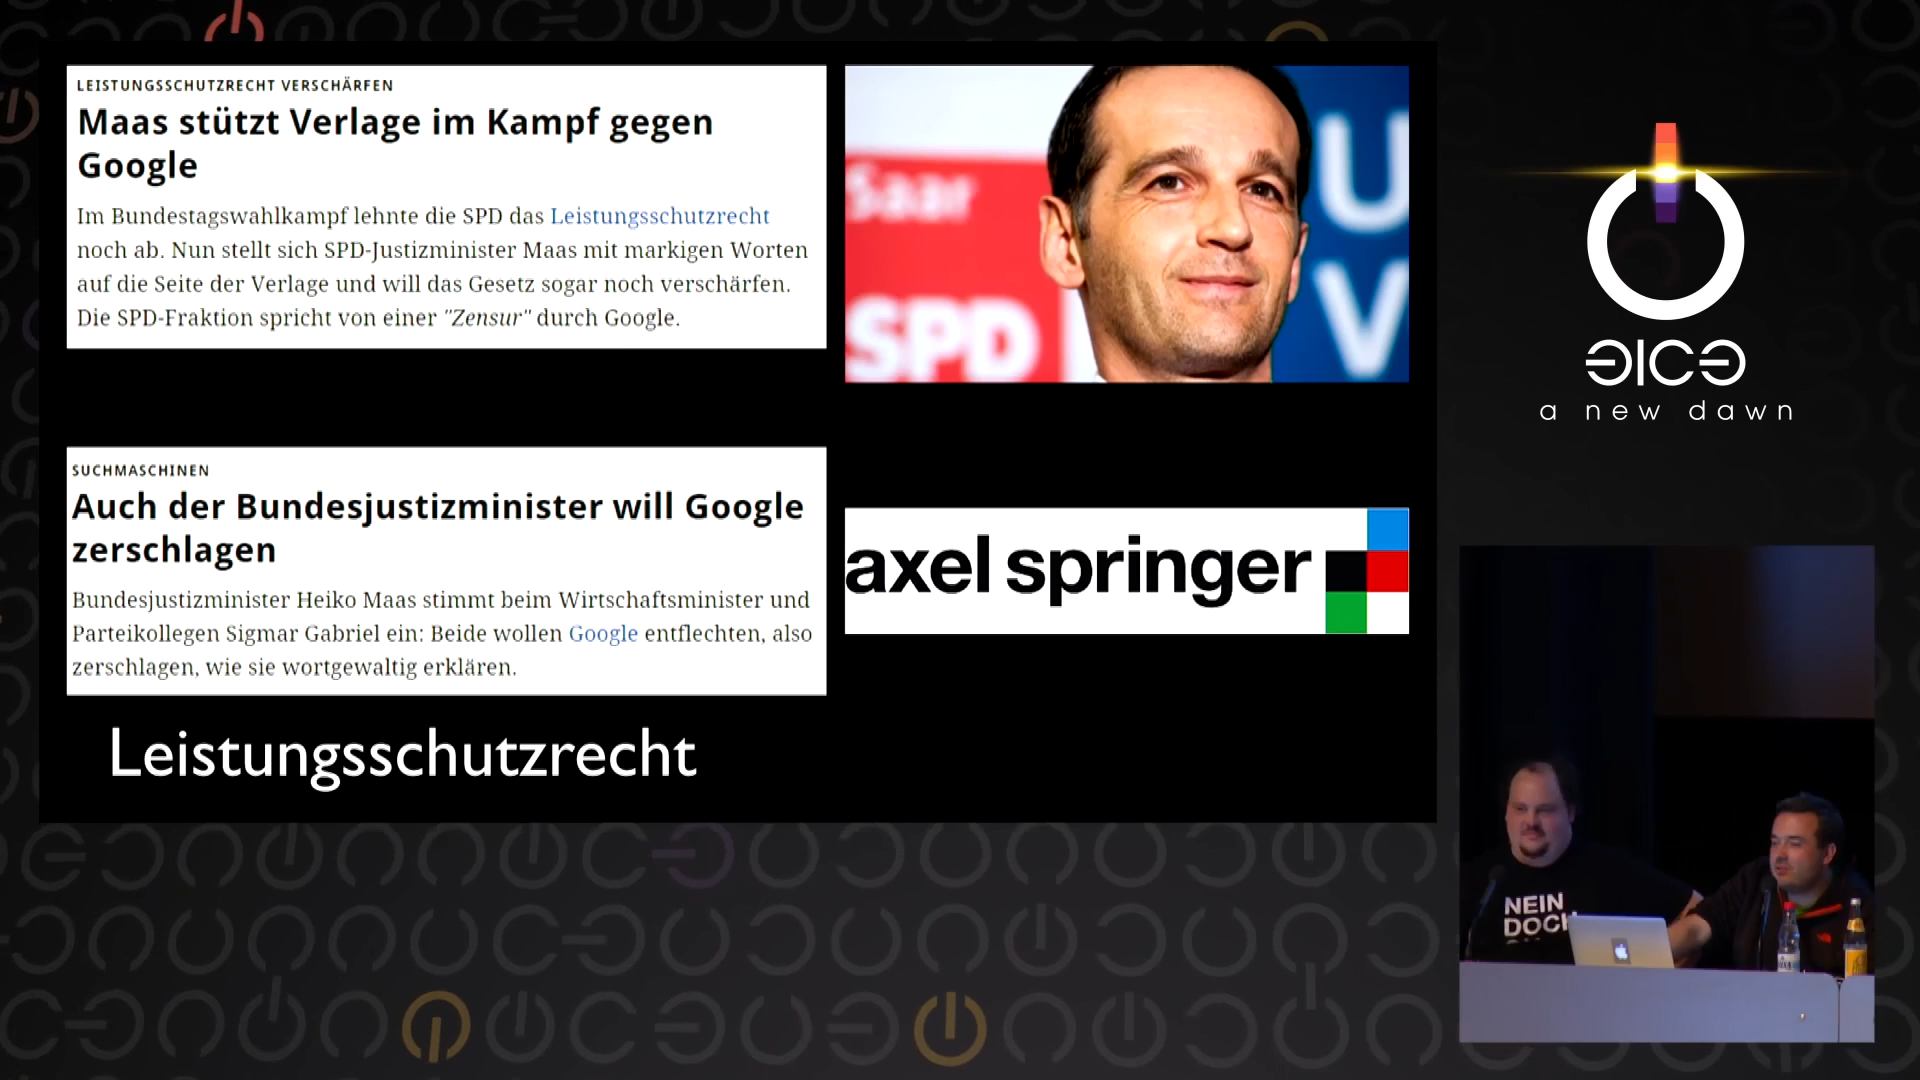 LEISTUNGSSCHUTZRECHT VERSCHÄRFEN
Maas stützt Verlage im Kampf gegen
Google
Im Bundestagswahlkampf lehnte die SPD das Leistungsschutzrecht
noch ab. Nun stellt sich SPD-Justizminister Maas mit markigen Worten
auf die Seite der Verlage und will das Gesetz sogar noch verschärfen.
Die SPD-Fraktion spricht von einer "Zensur" durch Google.
Saar
SPD
U
V
SUCHMASCHINEN
Auch der Bundesjustizminister will Google
zerschlagen
Bundesjustizminister Heiko Maas stimmt beim Wirtschaftsminister und
Parteikollegen Sigmar Gabriel ein: Beide wollen Google entflechten, also
zerschlagen, wie sie wortgewaltig erklären.
axel springer
Leistungsschutzrecht
a new dawn
NEIN
DOCH